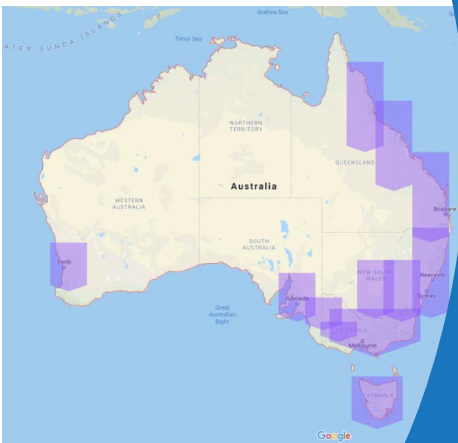 Arafura Sea
ATER SUNDA ISLANDS
Timor Sea
NORTHERN
TERRITORY
QUEENSLAND
Australia
WESTERN
AUSTRALIA
Brisbane
SOUTH
AUSTRALIA
Perth
NEW SOUTH
WALES
Newcastle
Adelaide
Sydney
Great
Australian
Bight
VICTORIA
Melbourne
TASMANIA
Google